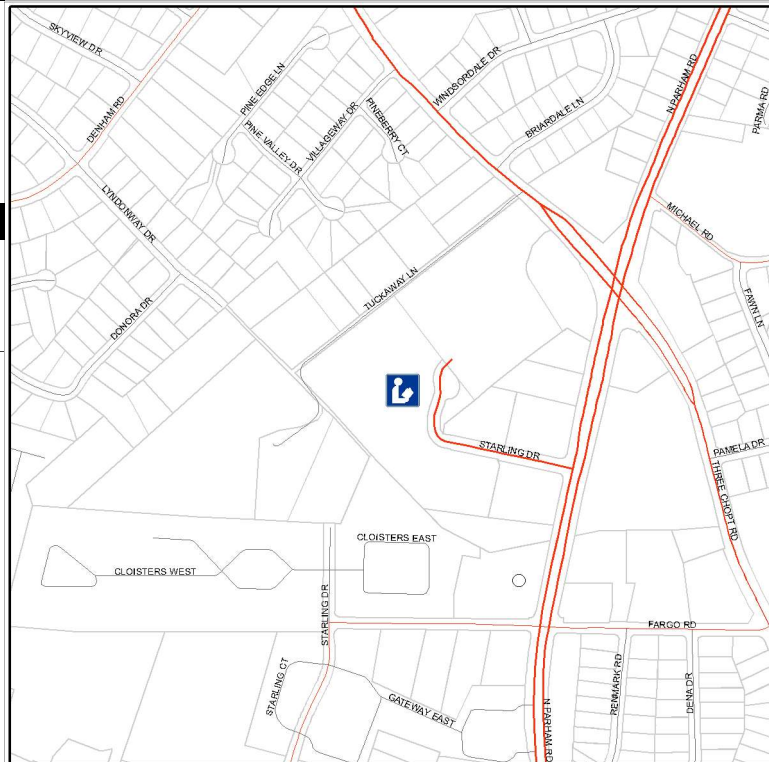 SKYVIEW DR
DENHAM RD
PINE EDGE LN
WINDSORDALE DR
N PARHAM RD
PARMA RD
PINE VALLEY DR
VILLAGEWAY DR
PINEBERRY CT
BRIARDALE LN
LYNDONWAY DR
MICHAEL RD
TUCKAWAY LN
DONORA DR
FAWN LN
STARLING DR
PAMELA DR
THREE CHOPT RD
CLOISTERS EAST
CLOISTERS WEST
STARLING DR
FARGO RD
STARLING CT
GATEWAY EAST
N PARHAM RD
RENMARK RD
DENA DR